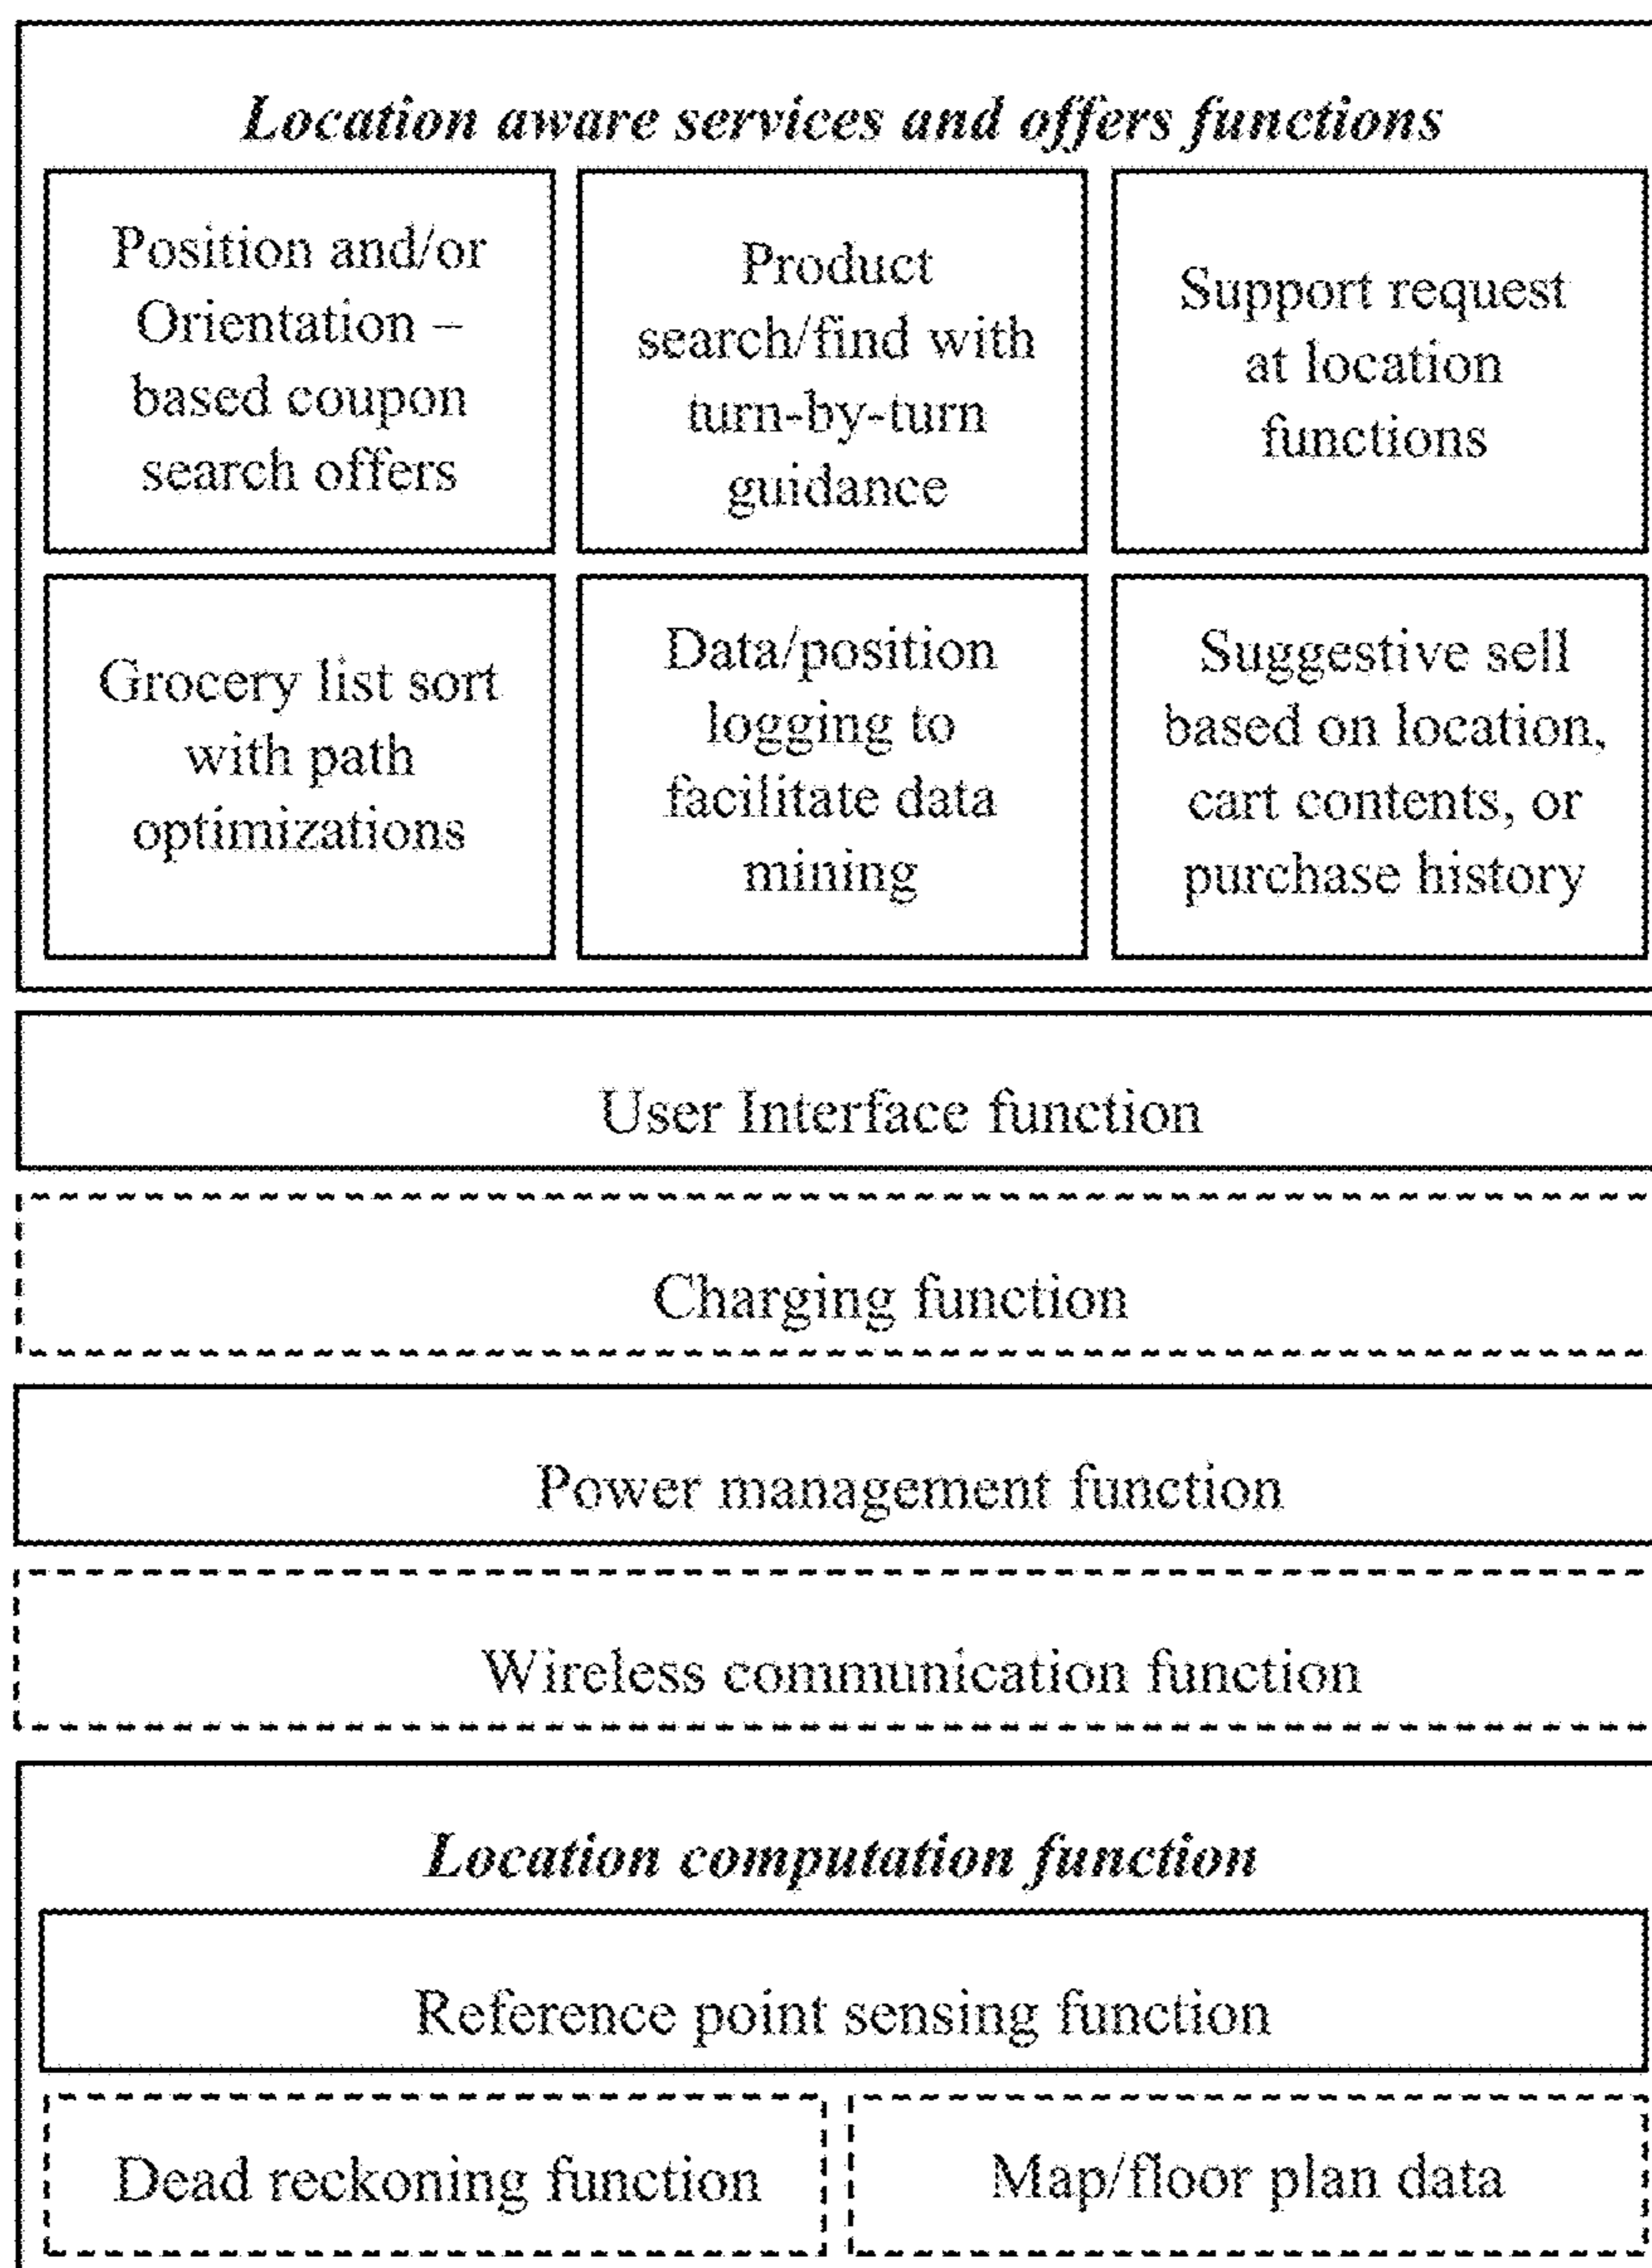 Location aware services and offers functions
Position and/or
Orientation –
based coupon
search offers
Product
search/find with
turn-by-turn
guidance
Support request
at location
functions
Grocery list sort
with path
optimizations
Data/position
logging to
facilitate data
mining
Suggestive sell
based on location,
cart contents, or
purchase history
User Interface function
Charging function
Power management function
Wireless communication function
Location computation function
Reference point sensing function
Dead reckoning function
Map/floor plan data